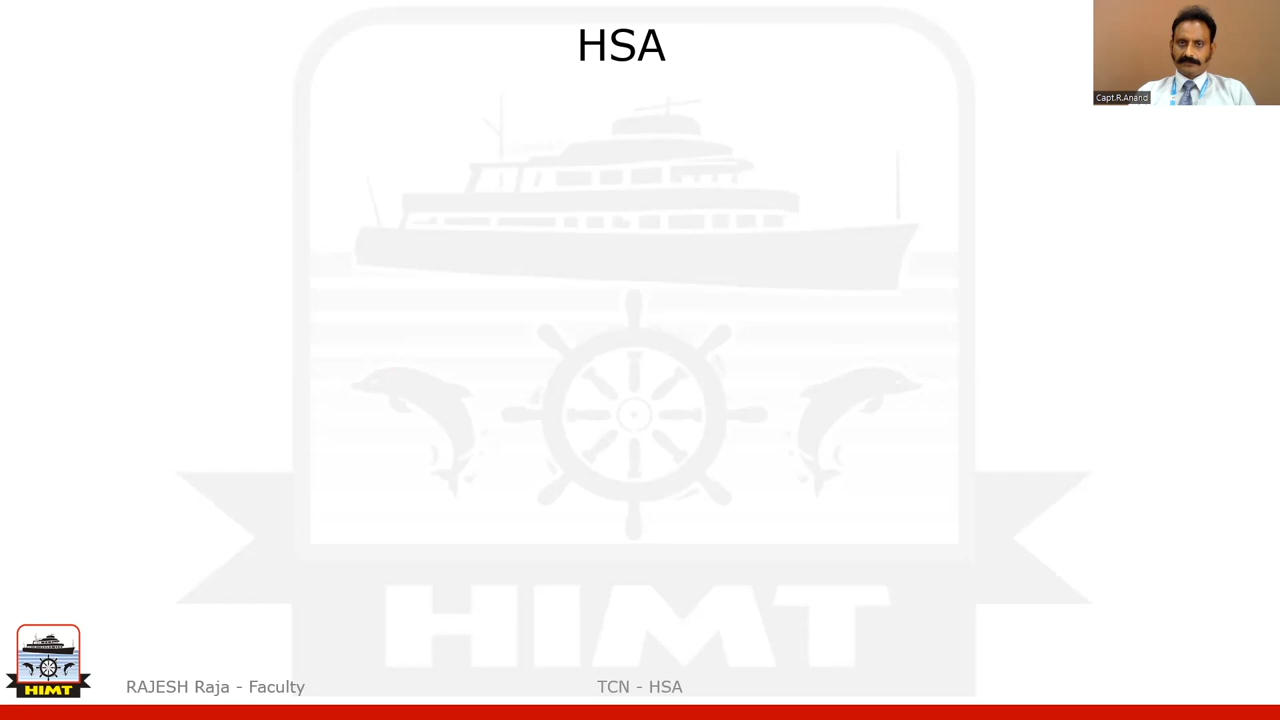 HSA
Capt.R.Anand
HIMT
HIMT
RAJESH Raja - Faculty
TCN - HSA